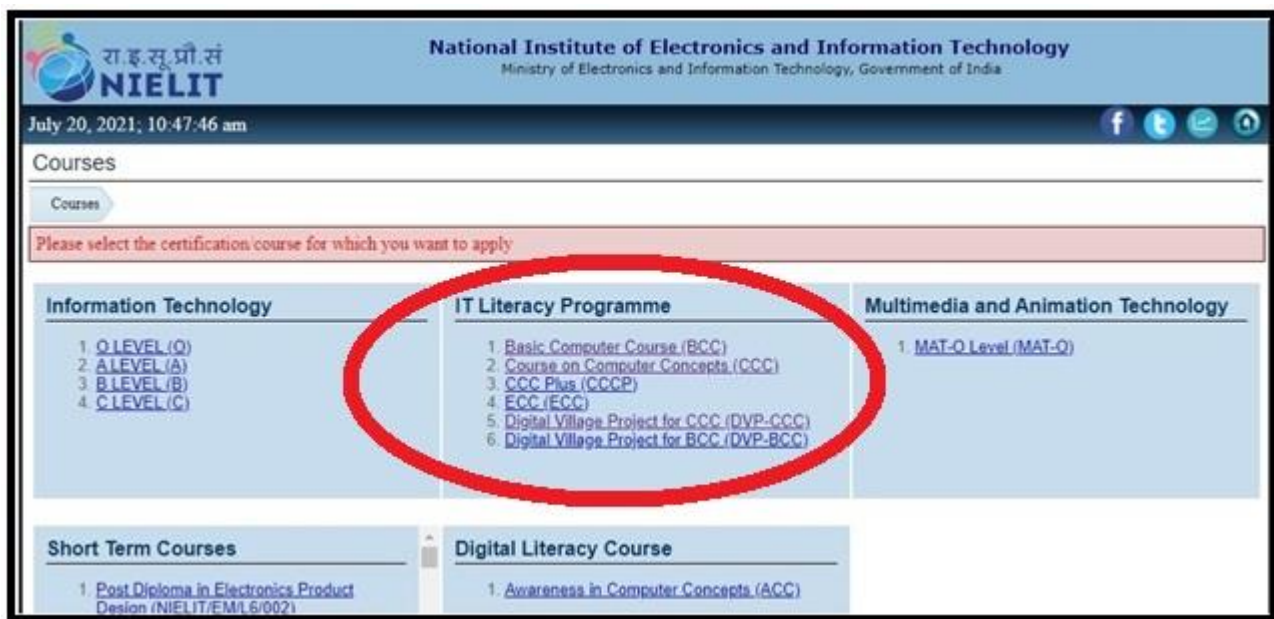 रा.इ.सू.प्रौ.सं
NIELIT
National Institute of Electronics and Information Technology
Ministry of Electronics and Information Technology, Government of India
July 20, 2021; 10:47:46 am
Courses
Courses
Please select the certification/course for which you want to apply
Information Technology
1. O LEVEL (O)
2. A LEVEL (A)
3. B LEVEL (B)
4. C LEVEL (C)
IT Literacy Programme
1. Basic Computer Course (BCC)
2. Course on Computer Concepts (CCC)
3. CCC Plus (CCCP)
4. ECC (ECC)
5. Digital Village Project for CCC (DVP-CCC)
6. Digital Village Project for BCC (DVP-BCC)
Multimedia and Animation Technology
1. MAT-O Level (MAT-O)
Short Term Courses
1. Post Diploma in Electronics Product
Design (NIELIT/EM/L6/002)
Digital Literacy Course
1. Awareness in Computer Concepts (ACC)